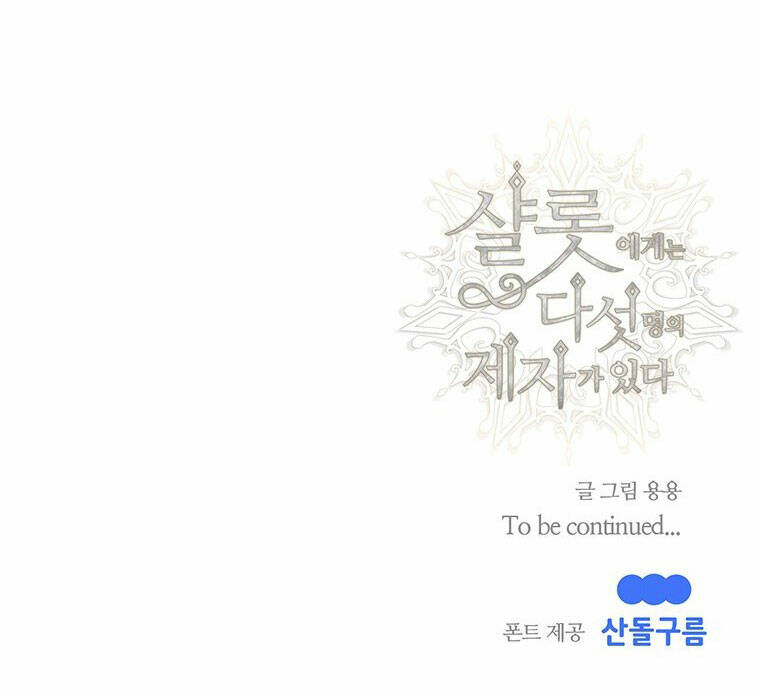 샬롯에게는
다섯명의
제자가 있다
글 그림 용용
To be continued...
폰트 제공 산돌구름